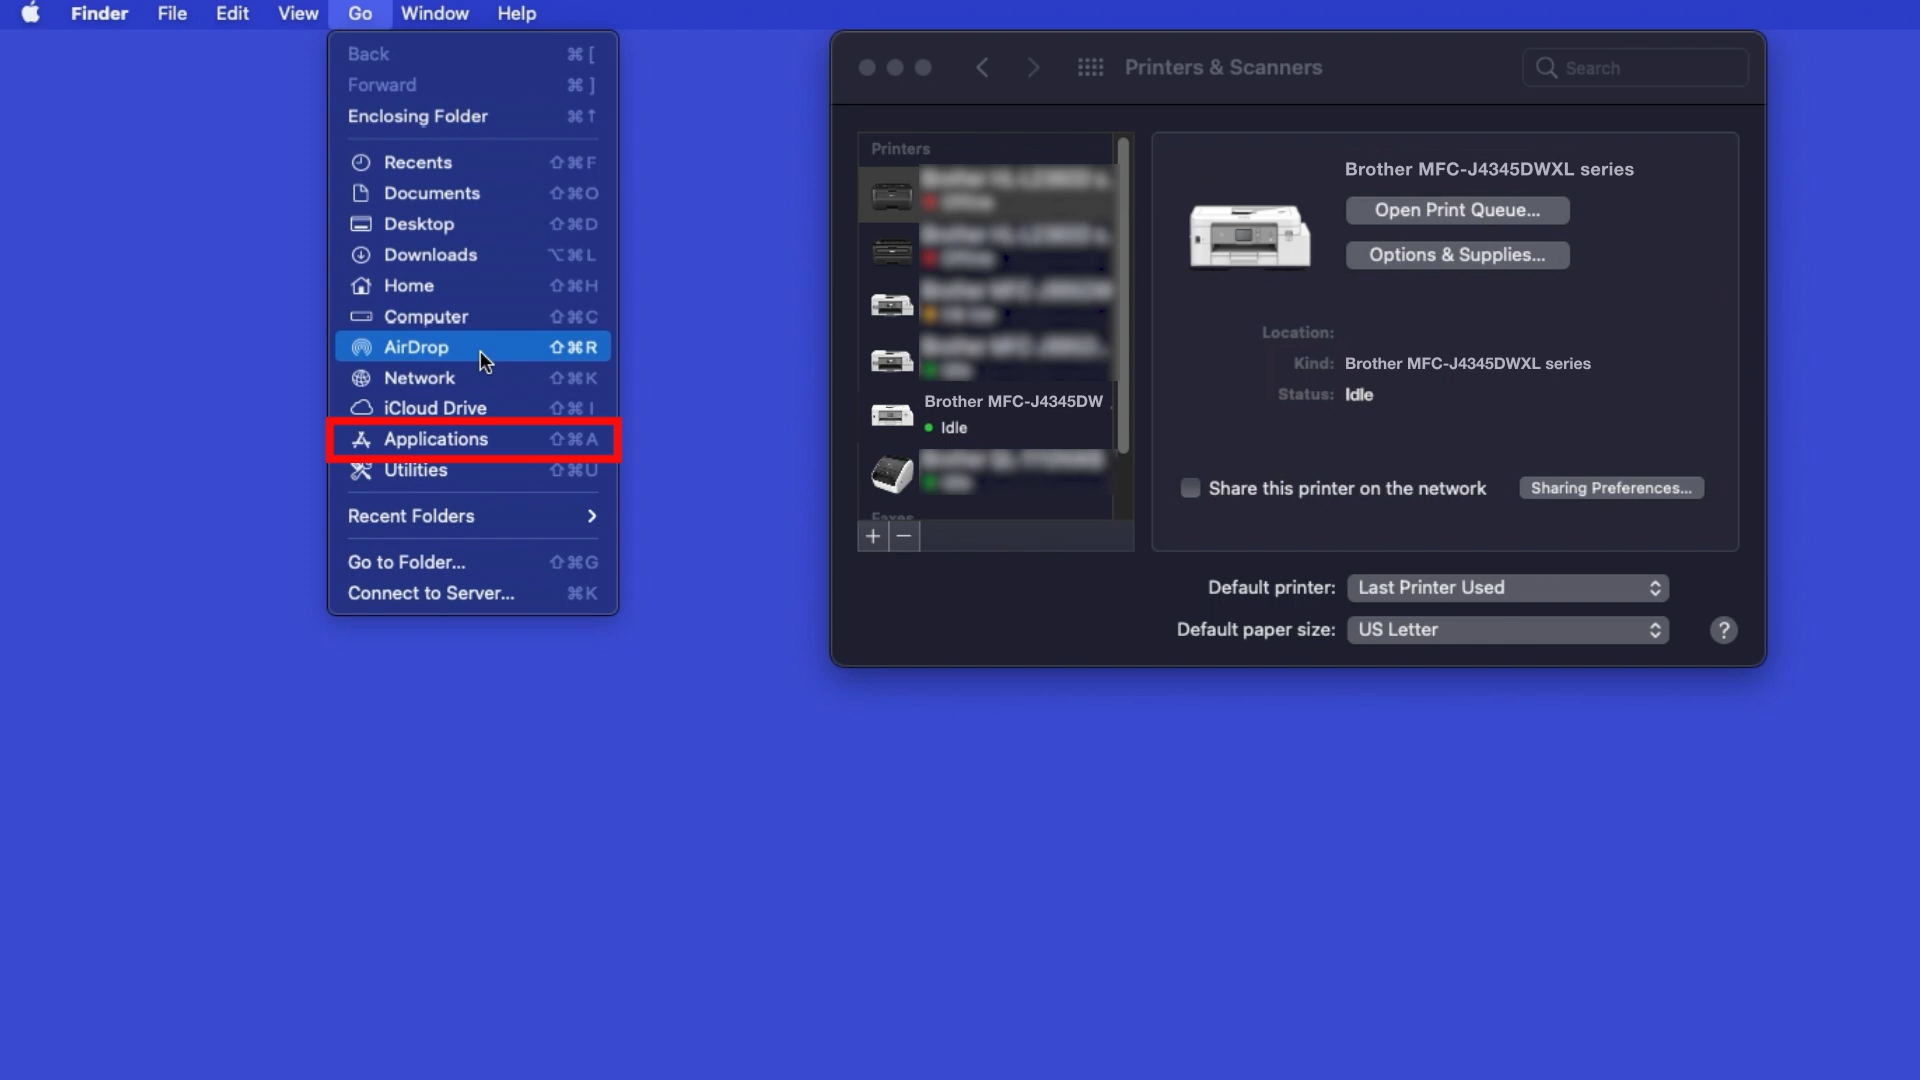 Finder File Edit View Go Window Help
Back ⌘ [
Forward ⌘ ]
Enclosing Folder ⌘↑
Recents ⇧⌘F
Documents ⇧⌘O
Desktop ⇧⌘D
Downloads ⌥⌘L
Home ⇧⌘H
Computer ⇧⌘C
AirDrop ⇧⌘R
Network ⇧⌘K
iCloud Drive ⇧⌘I
Applications ⇧⌘A
Utilities ⇧⌘U
Recent Folders
Go to Folder... ⇧⌘G
Connect to Server... ⌘K
Printers & Scanners
Search
Printers
Brother MFC-J4345DW
Idle
Faxes
Brother MFC-J4345DWXL series
Open Print Queue...
Options & Supplies...
Location:
Kind: Brother MFC-J4345DWXL series
Status: Idle
Share this printer on the network
Sharing Preferences...
Default printer: Last Printer Used
Default paper size: US Letter
?